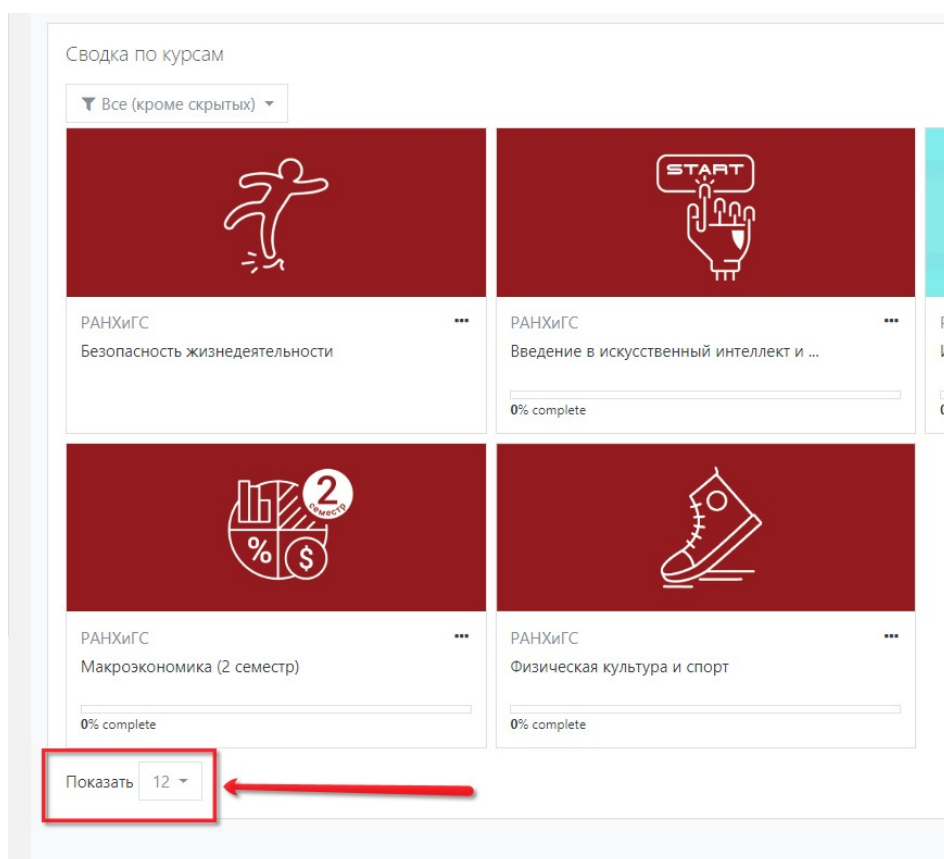 Сводка по курсам
Все (кроме скрытых)
START
РАНХиГС
Безопасность жизнедеятельности
РАНХиГС
Введение в искусственный интеллект и ...
0% complete
2
семестр
% $
РАНХиГС
Макроэкономика (2 семестр)
0% complete
РАНХиГС
Физическая культура и спорт
0% complete
Показать 12